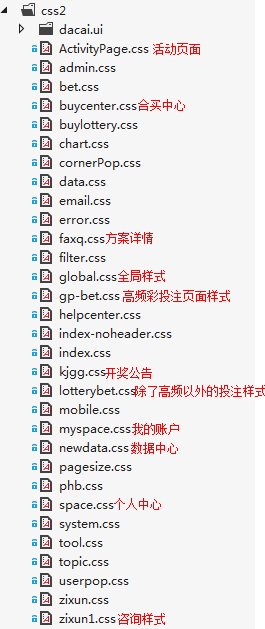 css2
dacai.ui
ActivityPage.css 活动页面
admin.css
bet.css
buycenter.css合买中心
buylottery.css
chart.css
cornerPop.css
data.css
email.css
error.css
faxq.css方案详情
filter.css
global.css全局样式
gp-bet.css 高频彩投注页面样式
helpcenter.css
index-noheader.css
index.css
kjgg.css开奖公告
lotterybet.css除了高频以外的投注样式
mobile.css
myspace.css我的账户
newdata.css数据中心
pagesize.css
phb.css
space.css个人中心
system.css
tool.css
topic.css
userpop.css
zixun.css
zixun1.css咨询样式